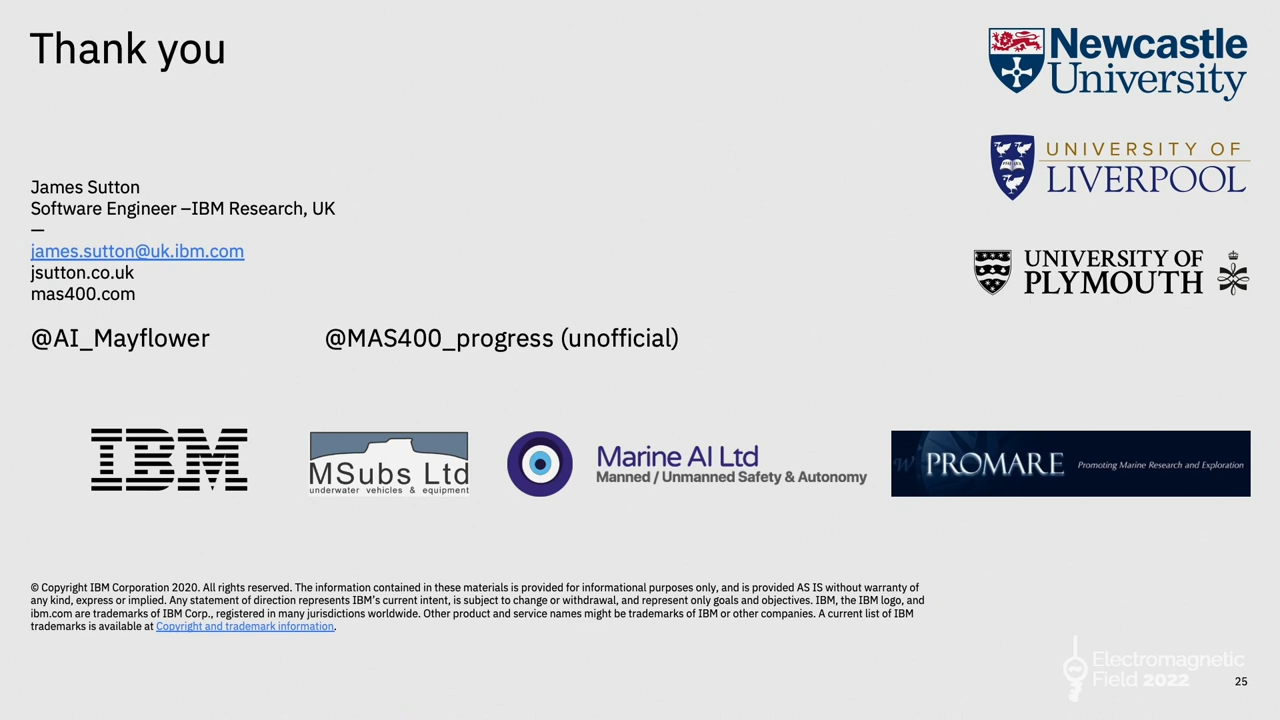 Thank you
Newcastle
University
UNIVERSITY OF
LIVERPOOL
James Sutton
Software Engineer –IBM Research, UK
—
james.sutton@uk.ibm.com
jsutton.co.uk
mas400.com
UNIVERSITY OF
PLYMOUTH
@AI_Mayflower
@MAS400_progress (unofficial)
IBM
MSubs Ltd
underwater vehicles & equipment
Marine AI Ltd
Manned / Unmanned Safety & Autonomy
PROMARE Promoting Marine Research and Exploration
© Copyright IBM Corporation 2020. All rights reserved. The information contained in these materials is provided for informational purposes only, and is provided AS IS without warranty of
any kind, express or implied. Any statement of direction represents IBM's current intent, is subject to change or withdrawal, and represent only goals and objectives. IBM, the IBM logo, and
ibm.com are trademarks of IBM Corp., registered in many jurisdictions worldwide. Other product and service names might be trademarks of IBM or other companies. A current list of IBM
trademarks is available at Copyright and trademark information.
Electromagnetic
Field 2022
25